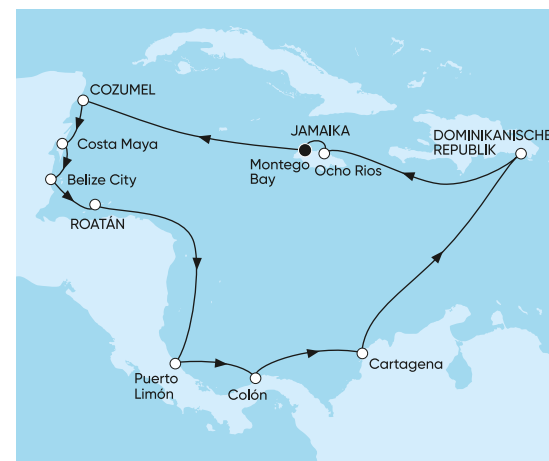 COZUMEL
Costa Maya
Belize City
ROATÁN
JAMAIKA
Montego
Bay
Ocho Rios
DOMINIKANISCHE
REPUBLIK
Puerto
Limón
Colón
Cartagena